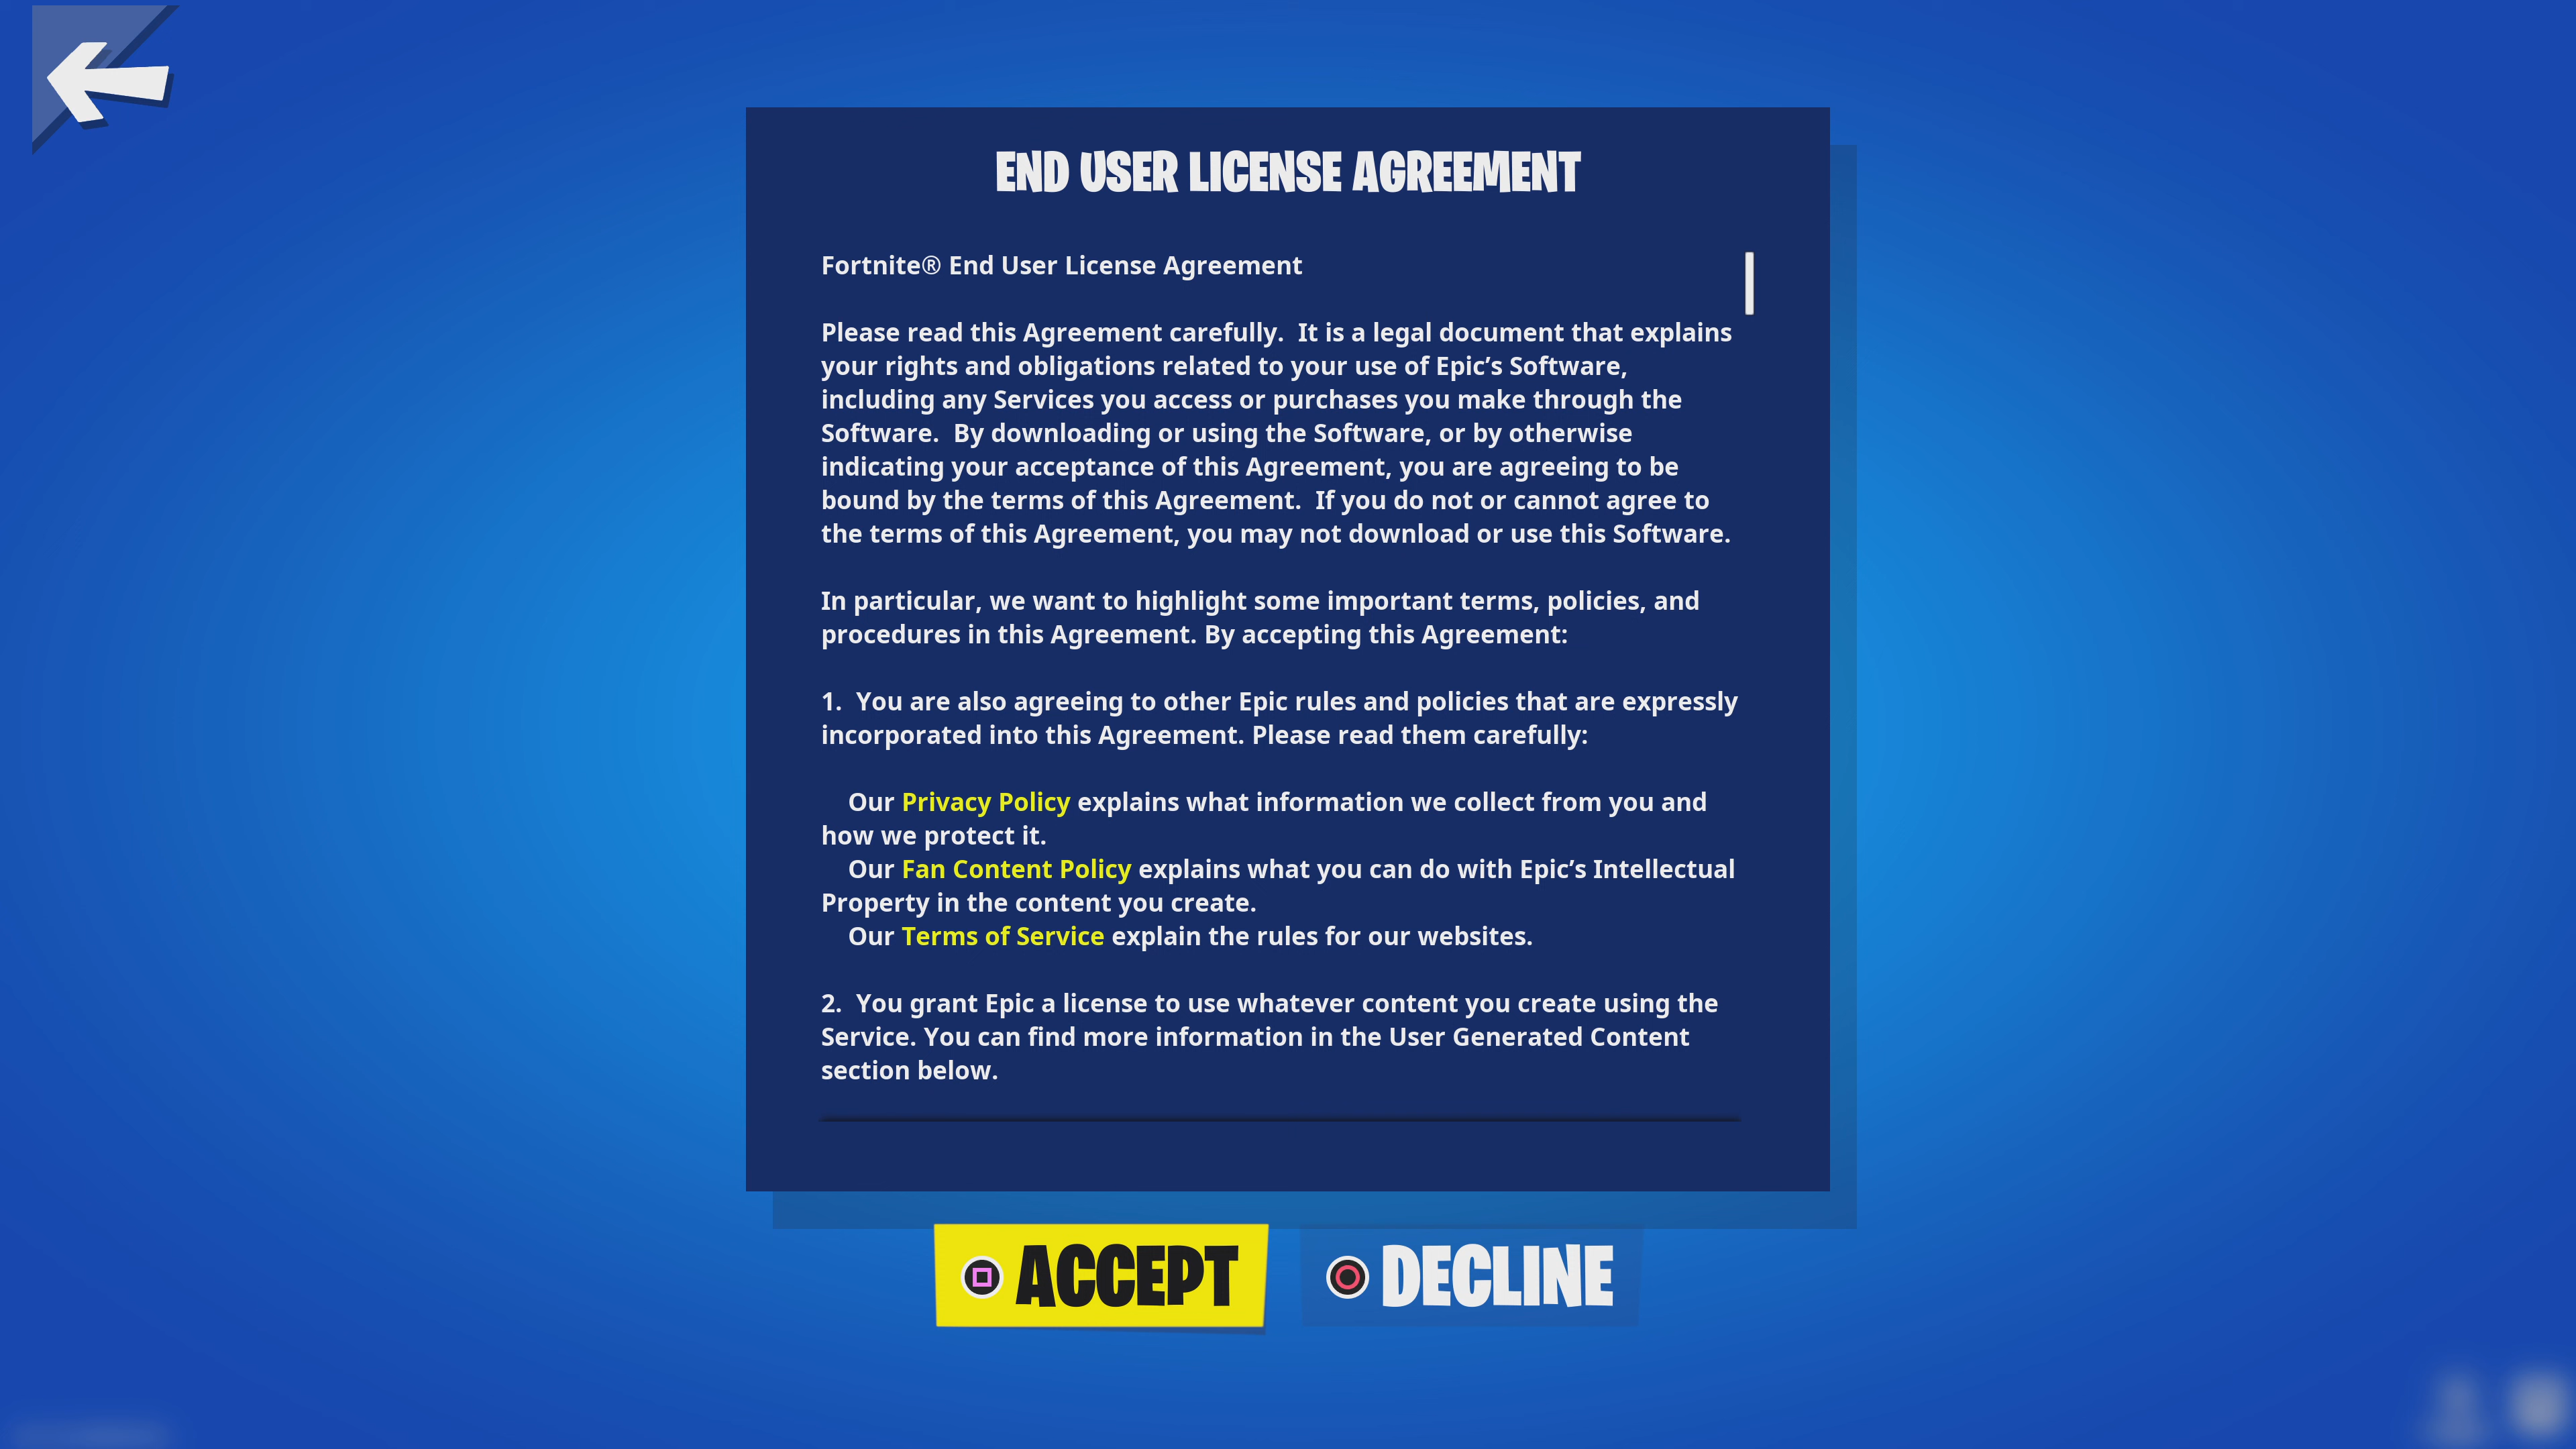 END USER LICENSE AGREEMENT
Fortnite® End User License Agreement
Please read this Agreement carefully.  It is a legal document that explains
your rights and obligations related to your use of Epic’s Software,
including any Services you access or purchases you make through the
Software.  By downloading or using the Software, or by otherwise
indicating your acceptance of this Agreement, you are agreeing to be
bound by the terms of this Agreement.  If you do not or cannot agree to
the terms of this Agreement, you may not download or use this Software.
In particular, we want to highlight some important terms, policies, and
procedures in this Agreement. By accepting this Agreement:
1.  You are also agreeing to other Epic rules and policies that are expressly
incorporated into this Agreement. Please read them carefully:
Our Privacy Policy explains what information we collect from you and
how we protect it.
Our Fan Content Policy explains what you can do with Epic’s Intellectual
Property in the content you create.
Our Terms of Service explain the rules for our websites.
2.  You grant Epic a license to use whatever content you create using the
Service. You can find more information in the User Generated Content
section below.
ACCEPT
DECLINE